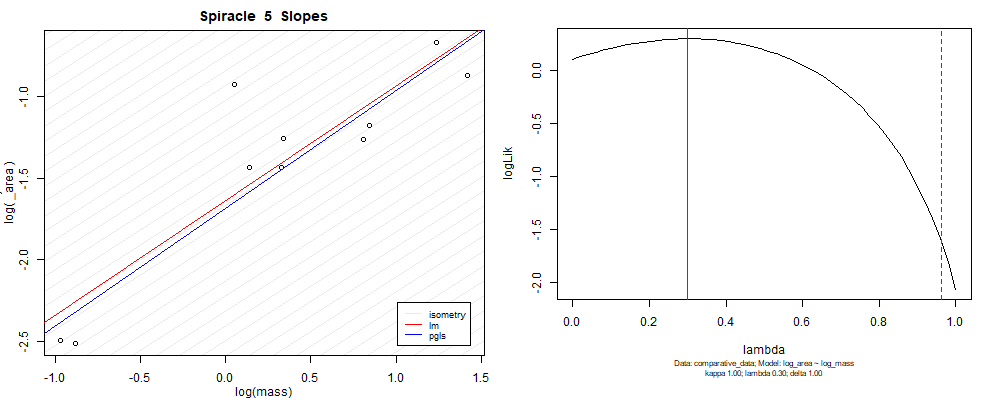 Spiracle 5 Slopes
log(_area)
-1.0
-1.5
-2.0
-2.5
-1.0
-0.5
0.0
0.5
1.0
1.5
log(mass)
isometry
lm
pgls
logLik
0.0
-0.5
-1.0
-1.5
-2.0
0.0
0.2
0.4
0.6
0.8
1.0
lambda
Data: comparative_data; Model: log_area ~ log_mass
kappa 1.00; lambda 0.30; delta 1.00